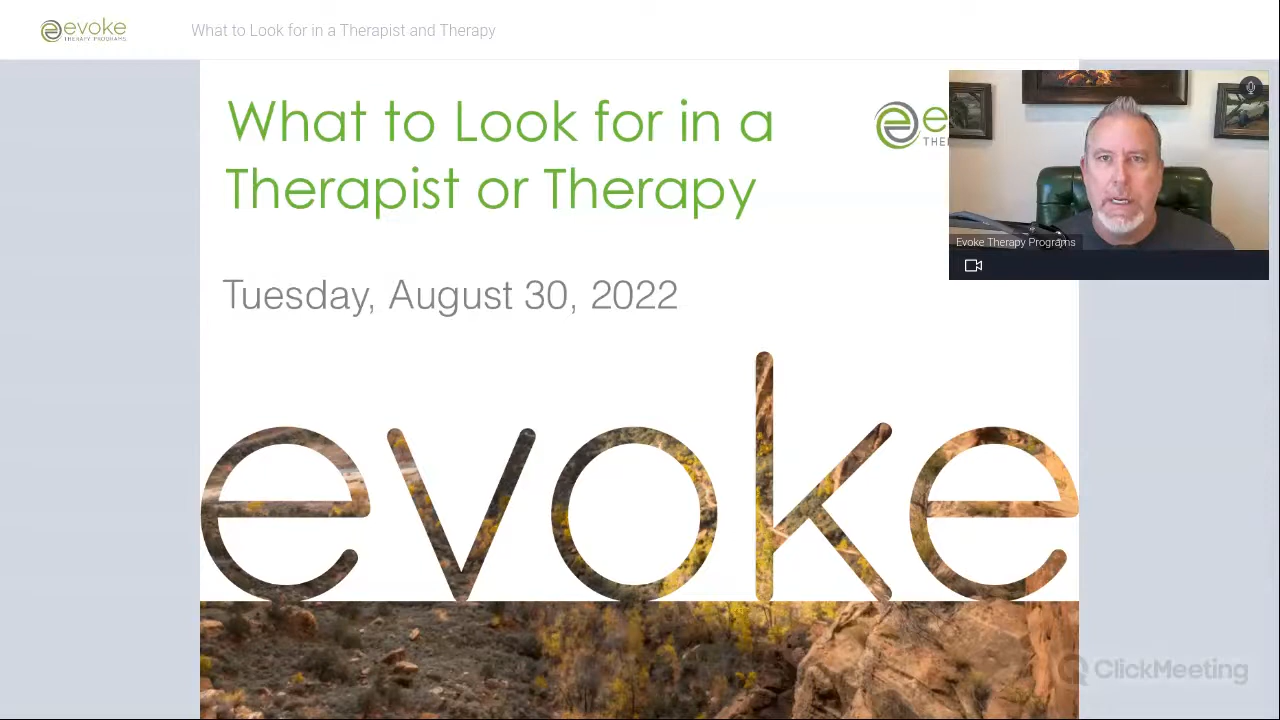 evoke
THERAPY PROGRAMS
What to Look for in a Therapist and Therapy
What to Look for in a
Therapist or Therapy
e
THE
Tuesday, August 30, 2022
Evoke Therapy Programs
evoke
ClickMeeting